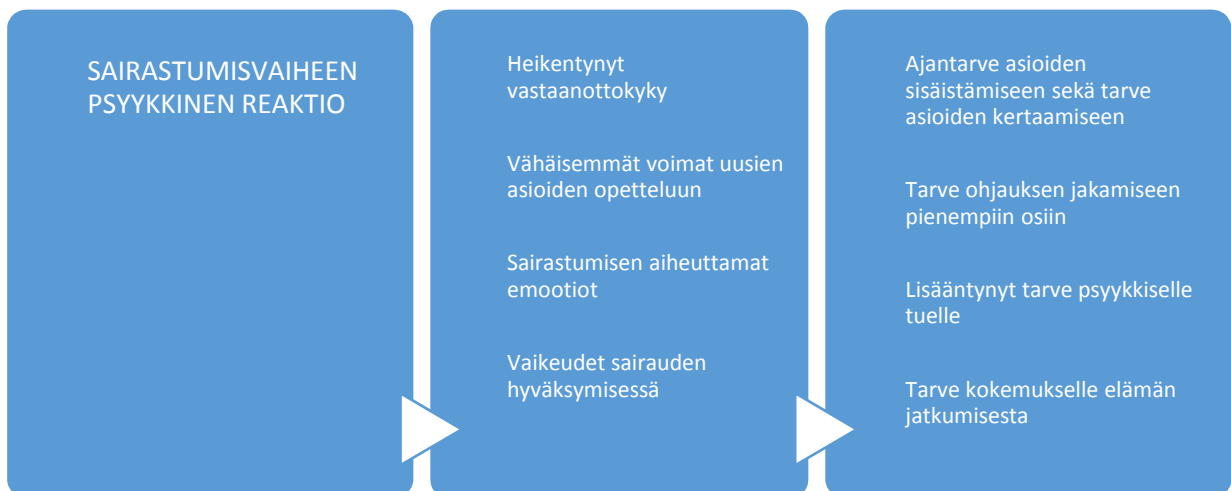 SAIRASTUMISVAIHEEN
PSYYKKINEN REAKTIO
Heikentynyt
vastaanottokyky
Vähäisemmät voimat uusien
asioiden opetteluun
Sairastumisen aiheuttamat
emootiot
Vaikeudet sairauden
hyväksymisessä
Ajantarve asioiden
sisäistämiseen sekä tarve
asioiden kertaamiseen
Tarve ohjauksen jakamiseen
pienempiin osiin
Lisääntynyt tarve psyykkiselle
tuelle
Tarve kokemukselle elämän
jatkumisesta